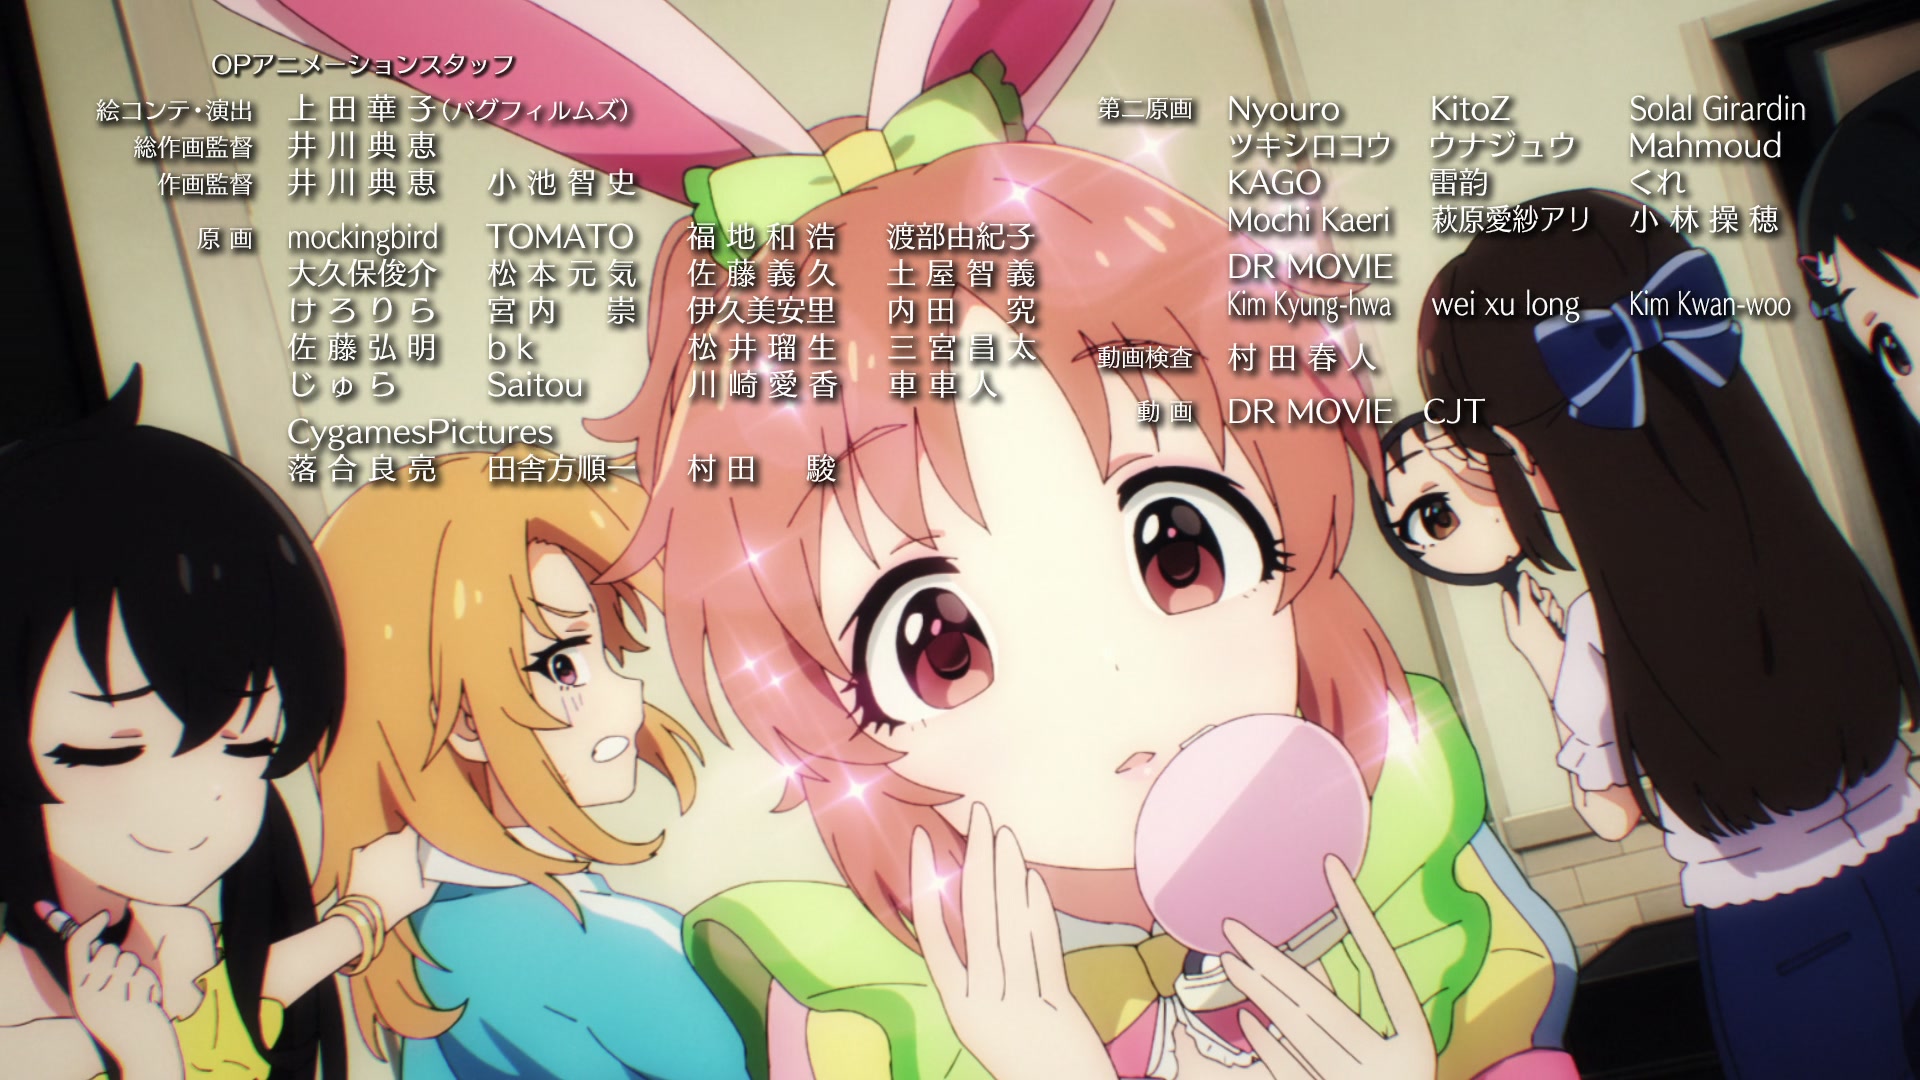 OPアニメーションスタッフ
絵コンテ・演出 上田華子(バグフィルムズ)
総作画監督 井川典恵
作画監督 井川典恵 小池智史
原画 mockingbird TOMATO 福地和浩 渡部由紀子
大久保俊介 松本元気 佐藤義久 土屋智義
けろりら 宮内崇 伊久美安里 内田究
佐藤弘明 bk 松井瑠生 三宮昌太
じゅら Saitou 川崎愛香 車車人
CygamesPictures
落合良亮 田舎方順一 村田駿
第二原画 Nyouro KitoZ Solal Girardin
ツキシロコウ ウナジュウ Mahmoud
KAGO 雷韵 くれ
Mochi Kaeri 萩原愛紗アリ 小林操穂
DR MOVIE
Kim Kyung-hwa wei xu long Kim Kwan-woo
動画検査 村田春人
動画 DR MOVIE CJT